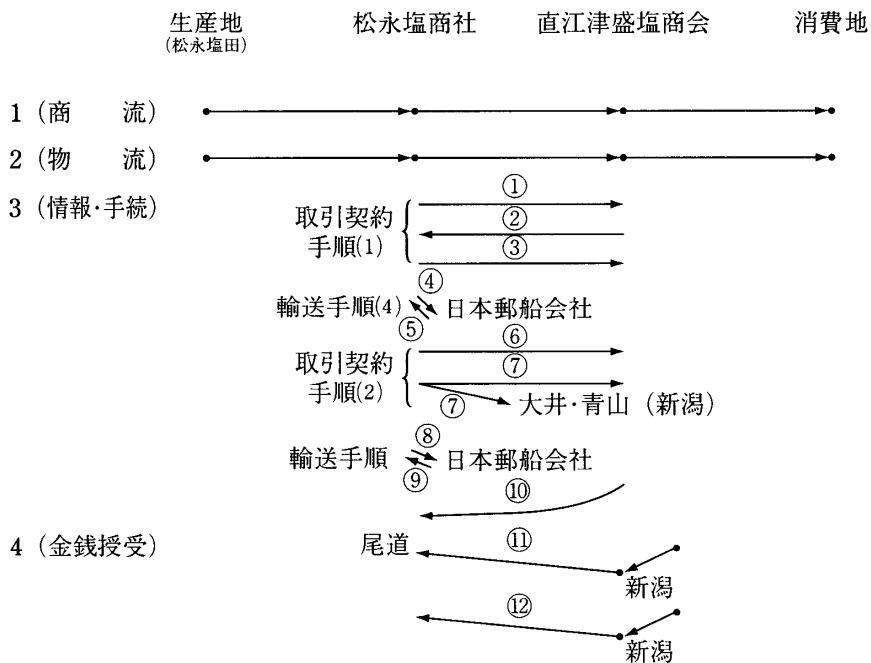 生産地 松永塩商社 直江津盛塩商会 消費地
(松永塩田)
1 (商 流)
2 (物 流)
3 (情報・手続)
①
取引契約 ②
手順(1) ③
④
輸送手順(4) 日本郵船会社
⑤ ⑥
取引契約 ⑦
手順(2)
⑦ 大井・青山 (新潟)
⑧
輸送手順 日本郵船会社
⑨
⑩
4 (金銭授受) 尾道 ⑪
新潟
⑫
新潟